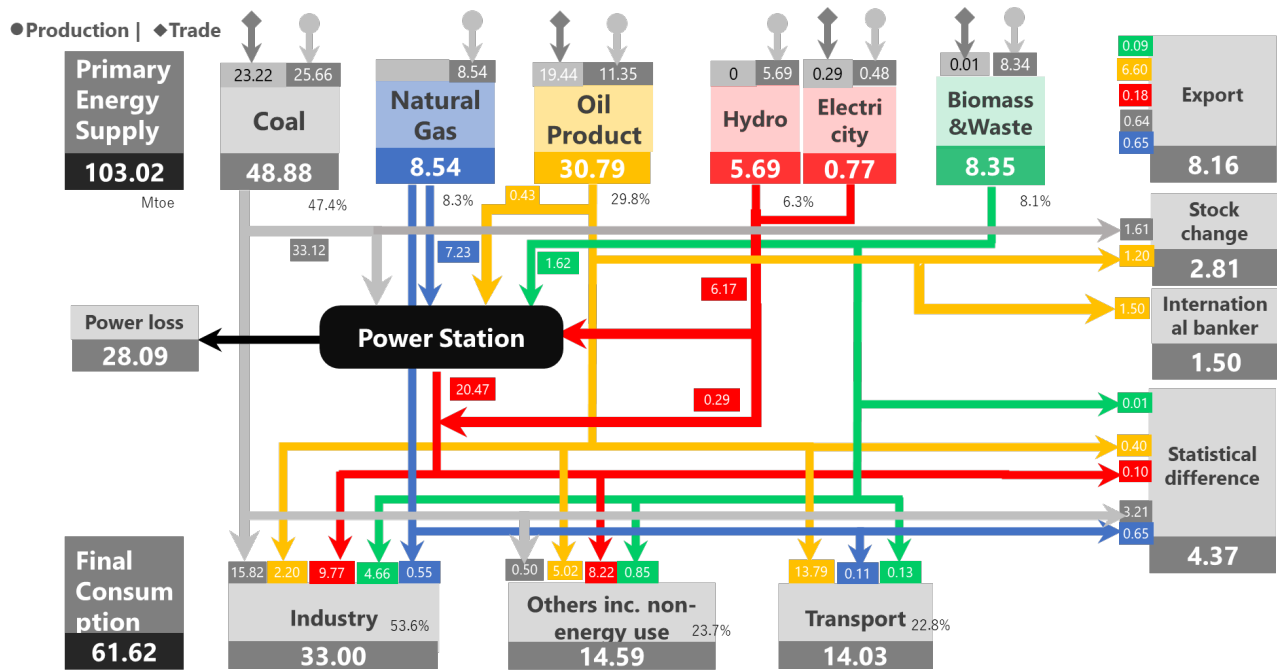 ●Production | ◆Trade
Primary
Energy
Supply
103.02
Mtoe
23.22
25.66
Coal
48.88
47.4%
8.54
Natural
Gas
8.54
8.3%
19.44
11.35
Oil
Product
30.79
29.8%
0
5.69
Hydro
5.69
6.3%
0.29
0.48
Electri
city
0.77
0.01
8.34
Biomass
&Waste
8.35
8.1%
0.09
6.60
0.18
0.64
0.65
Export
8.16
33.12
7.23
0.43
1.62
6.17
1.61
1.20
Stock
change
2.81
1.50
Internation
al banker
1.50
Power loss
28.09
Power Station
20.47
0.29
0.01
0.40
0.10
3.21
0.65
Statistical
difference
4.37
Final
Consum
ption
61.62
15.82
2.20
9.77
4.66
0.55
Industry
53.6%
33.00
0.50
5.02
8.22
0.85
Others inc. non-
energy use
23.7%
14.59
13.79
0.11
0.13
Transport
22.8%
14.03